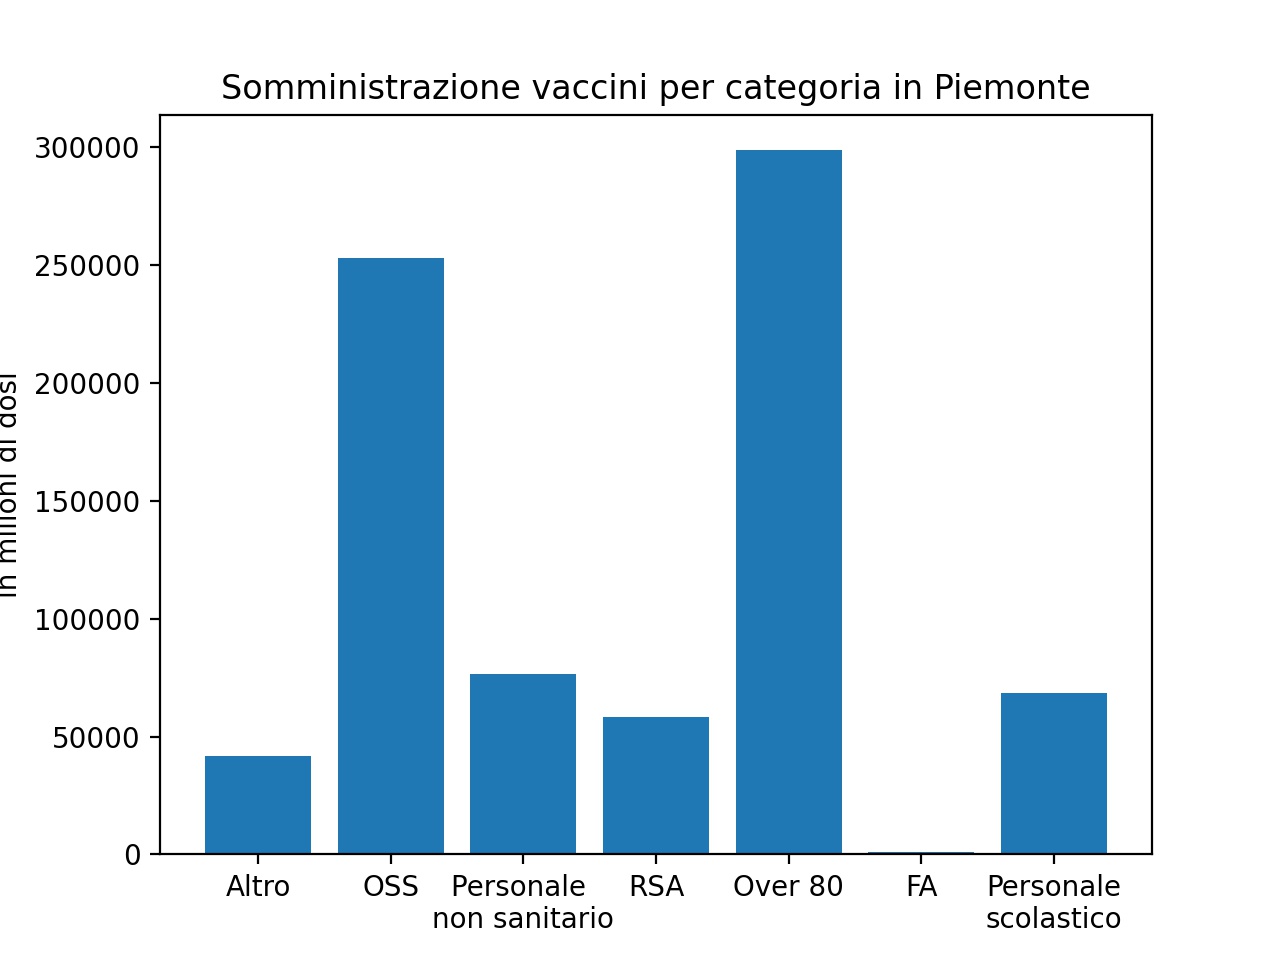 Somministrazione vaccini per categoria in Piemonte
300000
250000
200000
150000
100000
50000
0
In milioni di dosi
Altro
OSS
Personale
non sanitario
RSA
Over 80
FA
Personale
scolastico